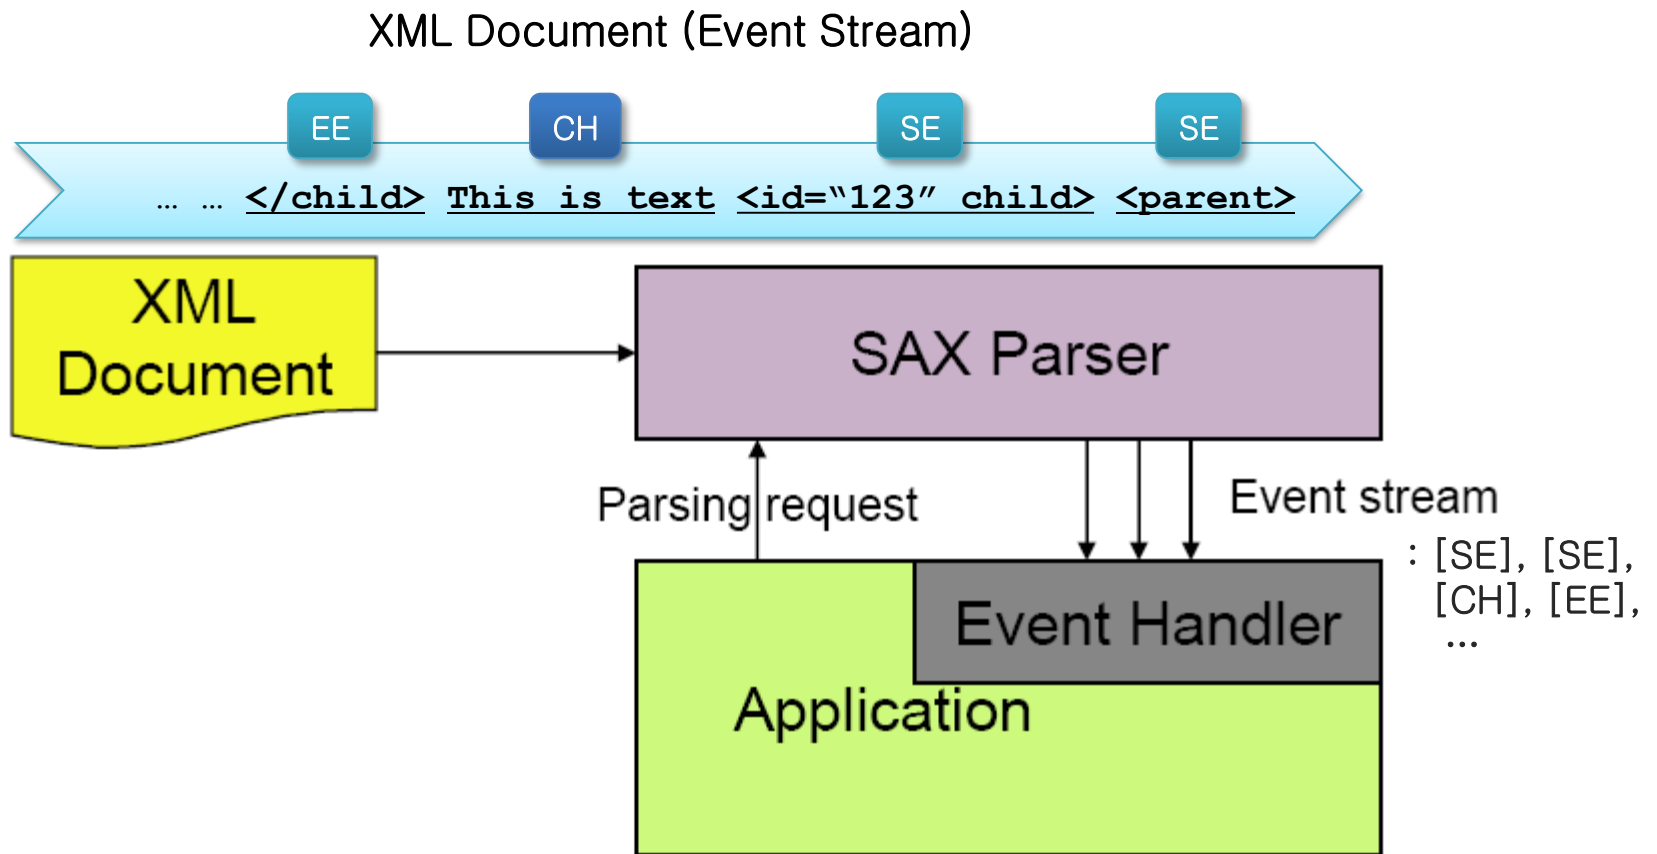 XML Document (Event Stream)
EE CH SE SE
… … </child> This is text <id=“123” child> <parent>
XML
Document
SAX Parser
Parsing request
Event stream
: [SE], [SE],
[CH], [EE],
…
Event Handler
Application